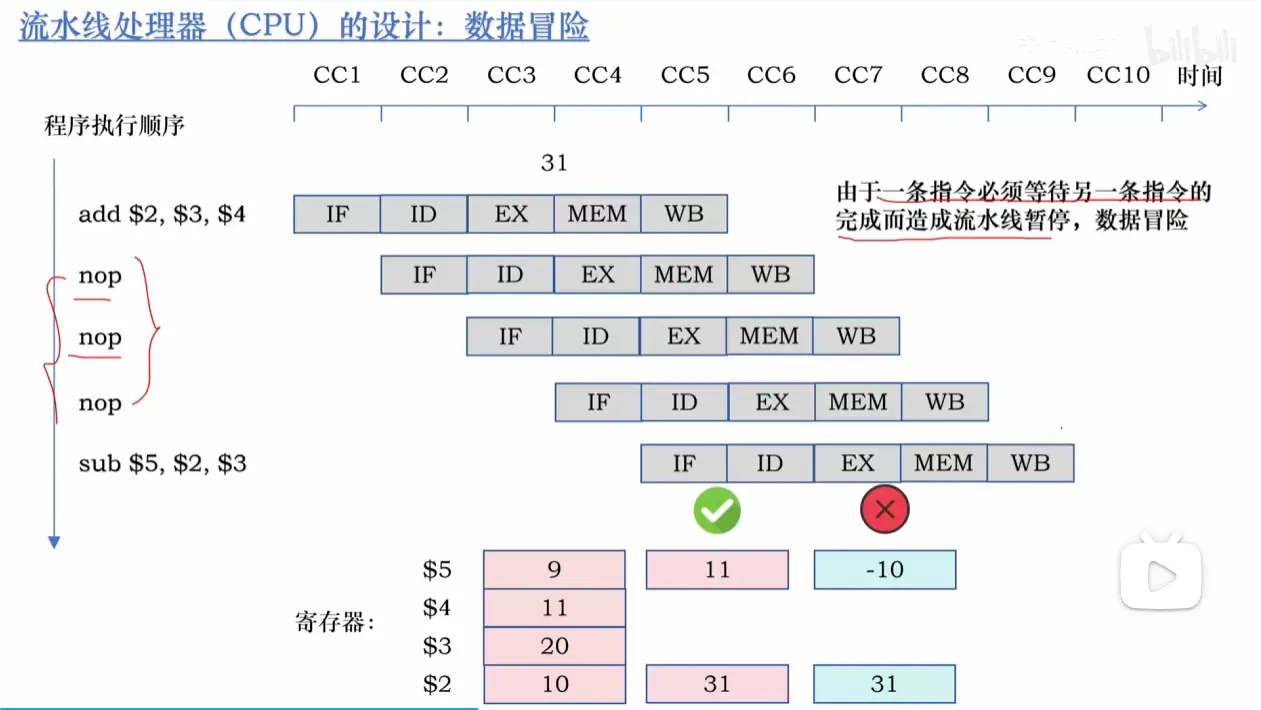 流水线处理器（CPU）的设计：数据冒险
bilibili
CC1 CC2 CC3 CC4 CC5 CC6 CC7 CC8 CC9 CC10 时间
程序执行顺序
31
由于一条指令必须等待另一条指令的
完成而造成流水线暂停，数据冒险
add $2, $3, $4 IF ID EX MEM WB
nop IF ID EX MEM WB
nop IF ID EX MEM WB
nop IF ID EX MEM WB
sub $5, $2, $3 IF ID EX MEM WB
$5 9 11 -10
$4 11
寄存器：
$3 20
$2 10 31 31